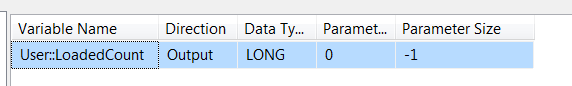 Variable Name Direction Data Ty... Paramet... Parameter Size
User::LoadedCount Output LONG 0 -1